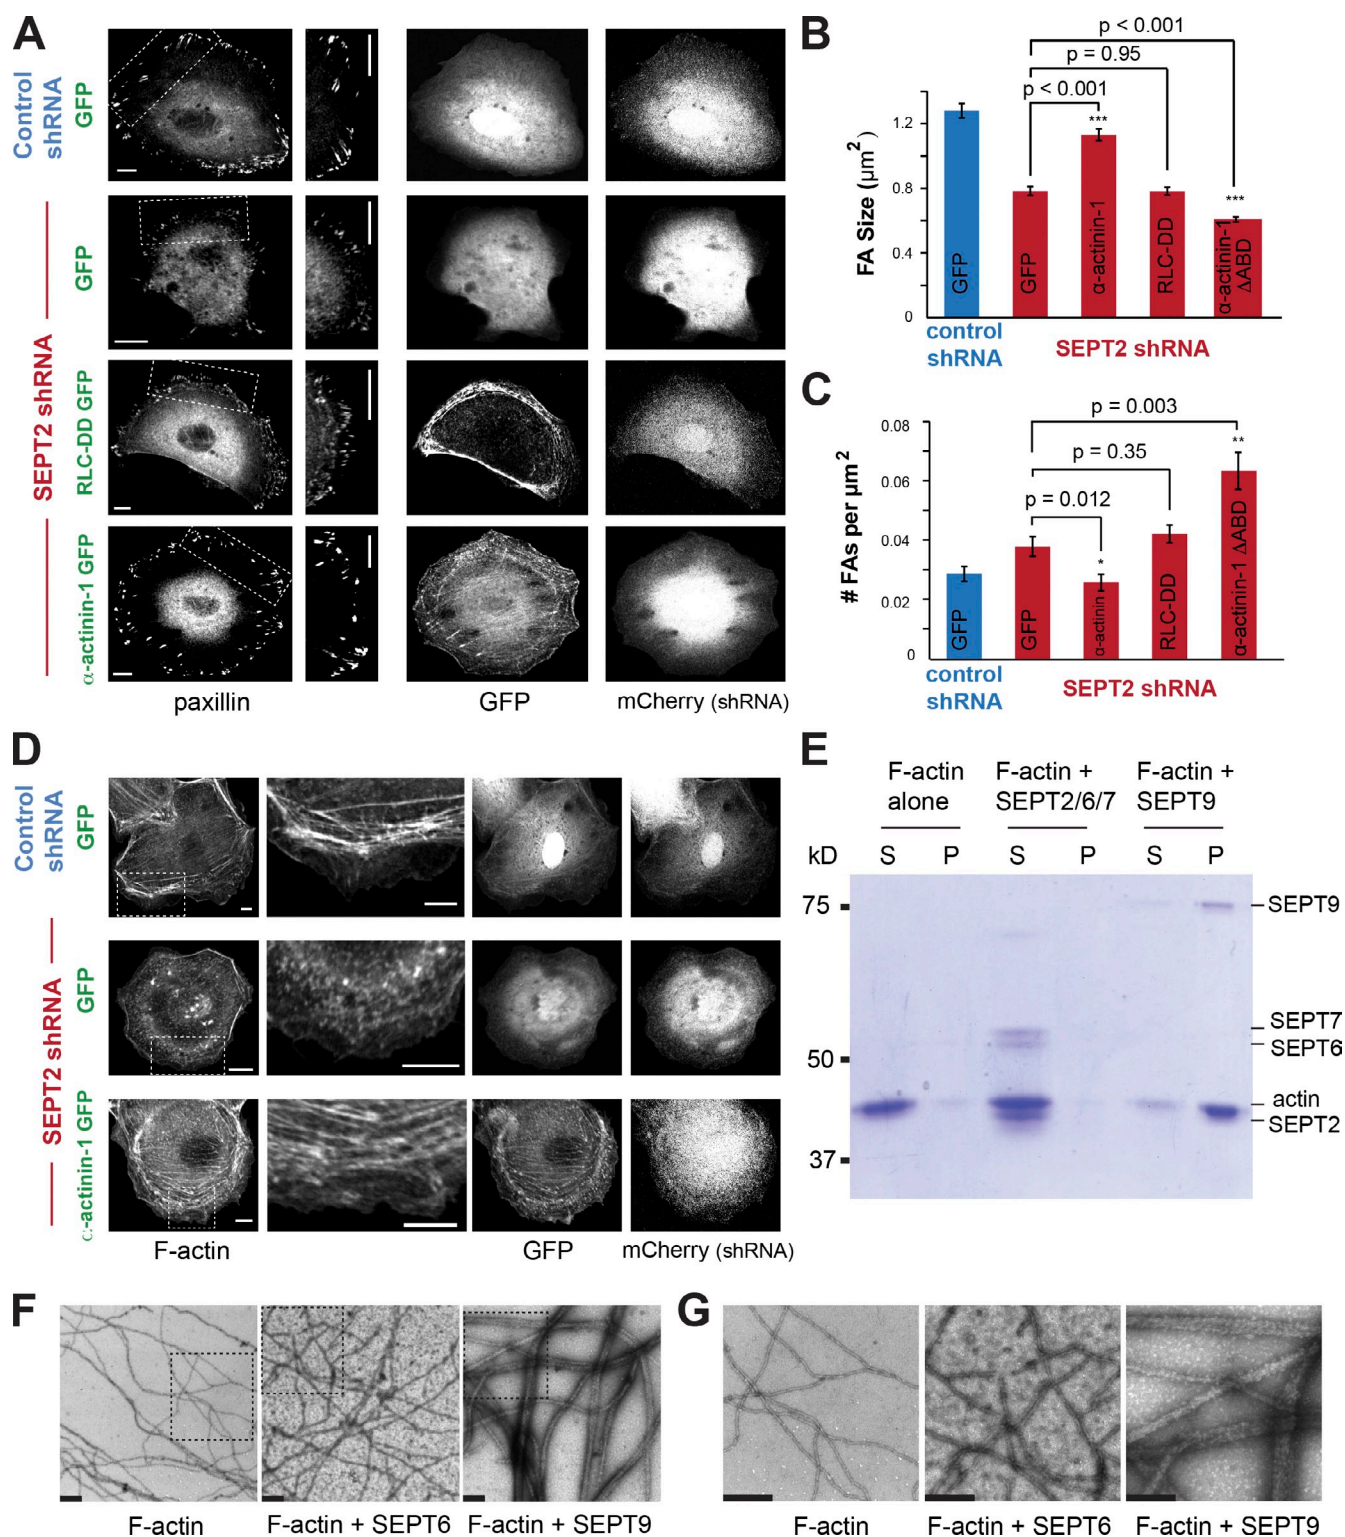 A
Control
shRNA
GFP
SEPT2 shRNA
GFP
RLC-DD GFP
α-actinin-1 GFP
paxillin
GFP
mCherry (shRNA)
B
p < 0.001
p = 0.95
p < 0.001
***
***
FA Size (µm²)
1.2
0.8
0.4
0
GFP
GFP
α-actinin-1
RLC-DD
α-actinin-1
ΔABD
control
shRNA
SEPT2 shRNA
C
p = 0.003
p = 0.35
p = 0.012
**
*
# FAs per µm²
0.08
0.06
0.04
0.02
0
GFP
GFP
α-actinin
RLC-DD
α-actinin-1 ΔABD
control
shRNA
SEPT2 shRNA
D
Control
shRNA
GFP
SEPT2 shRNA
GFP
α-actinin-1 GFP
F-actin
GFP
mCherry (shRNA)
E
F-actin
alone
F-actin +
SEPT2/6/7
F-actin +
SEPT9
kD
S P S P S P
75
50
37
SEPT9
SEPT7
SEPT6
actin
SEPT2
F
F-actin
F-actin + SEPT6
F-actin + SEPT9
G
F-actin
F-actin + SEPT6
F-actin + SEPT9